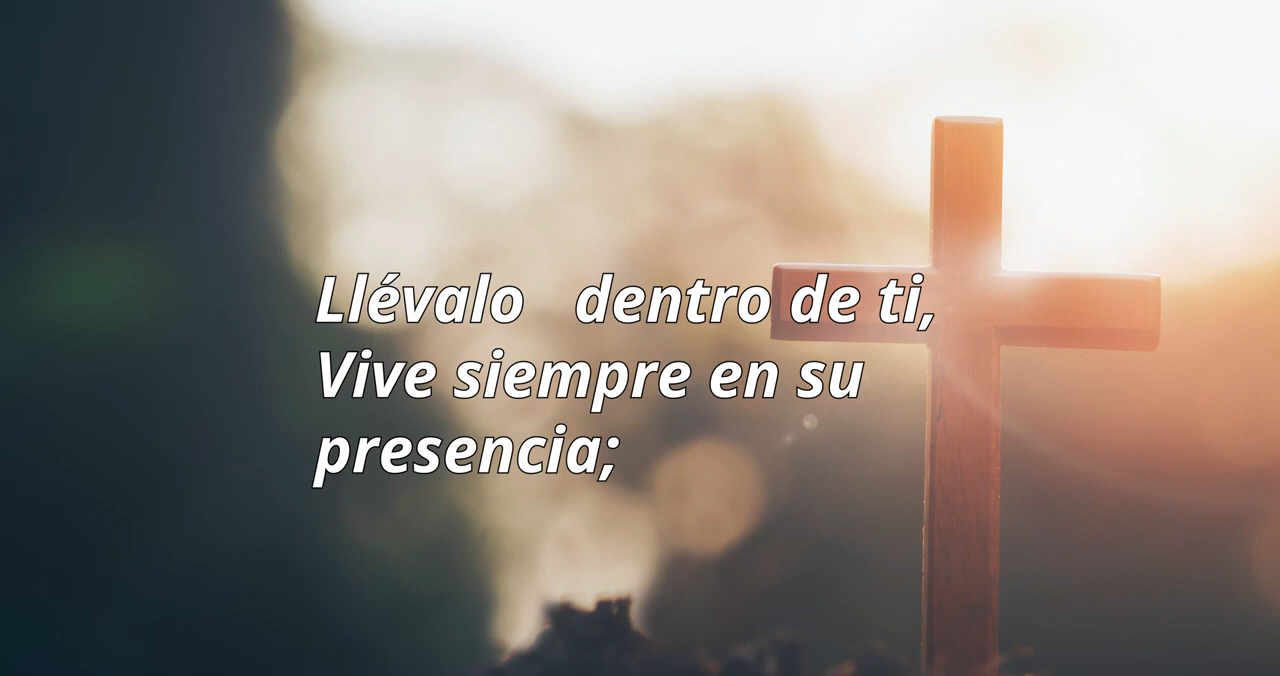 Llévalo   dentro de ti,
Vive siempre en su
presencia;